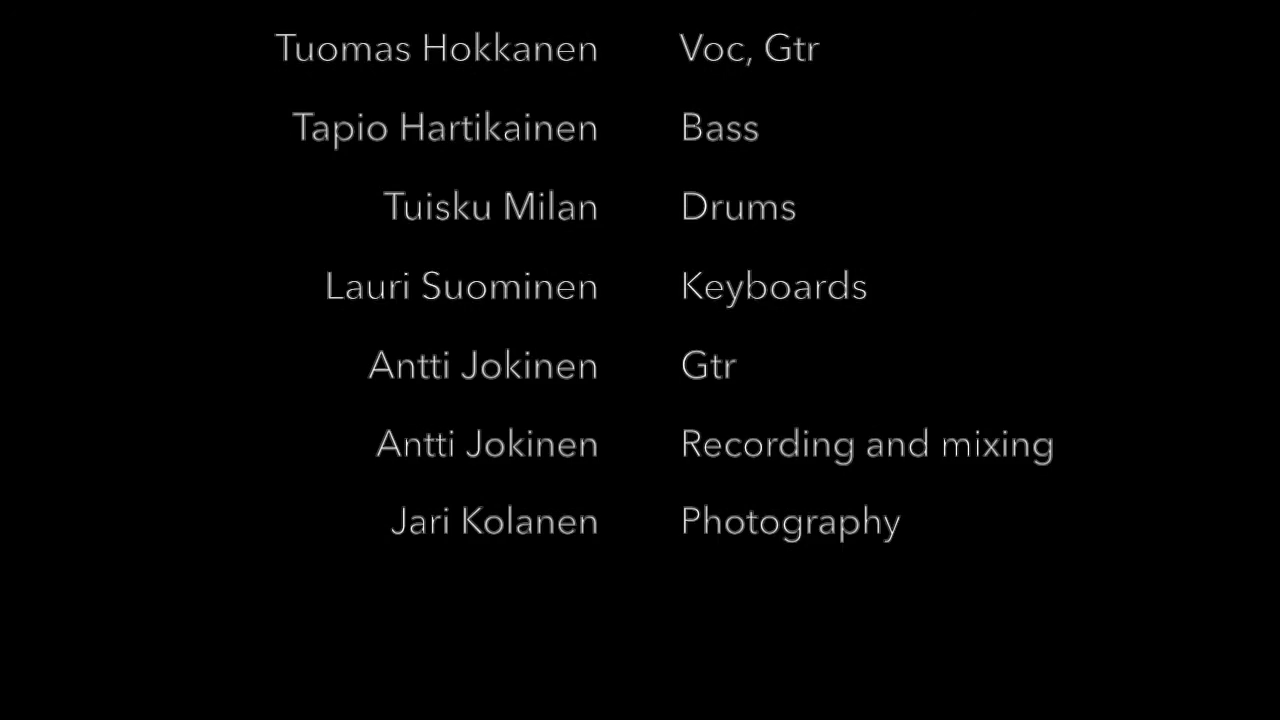 Tuomas Hokkanen Voc, Gtr
Tapio Hartikainen Bass
Tuisku Milan Drums
Lauri Suominen Keyboards
Antti Jokinen Gtr
Antti Jokinen Recording and mixing
Jari Kolanen Photography